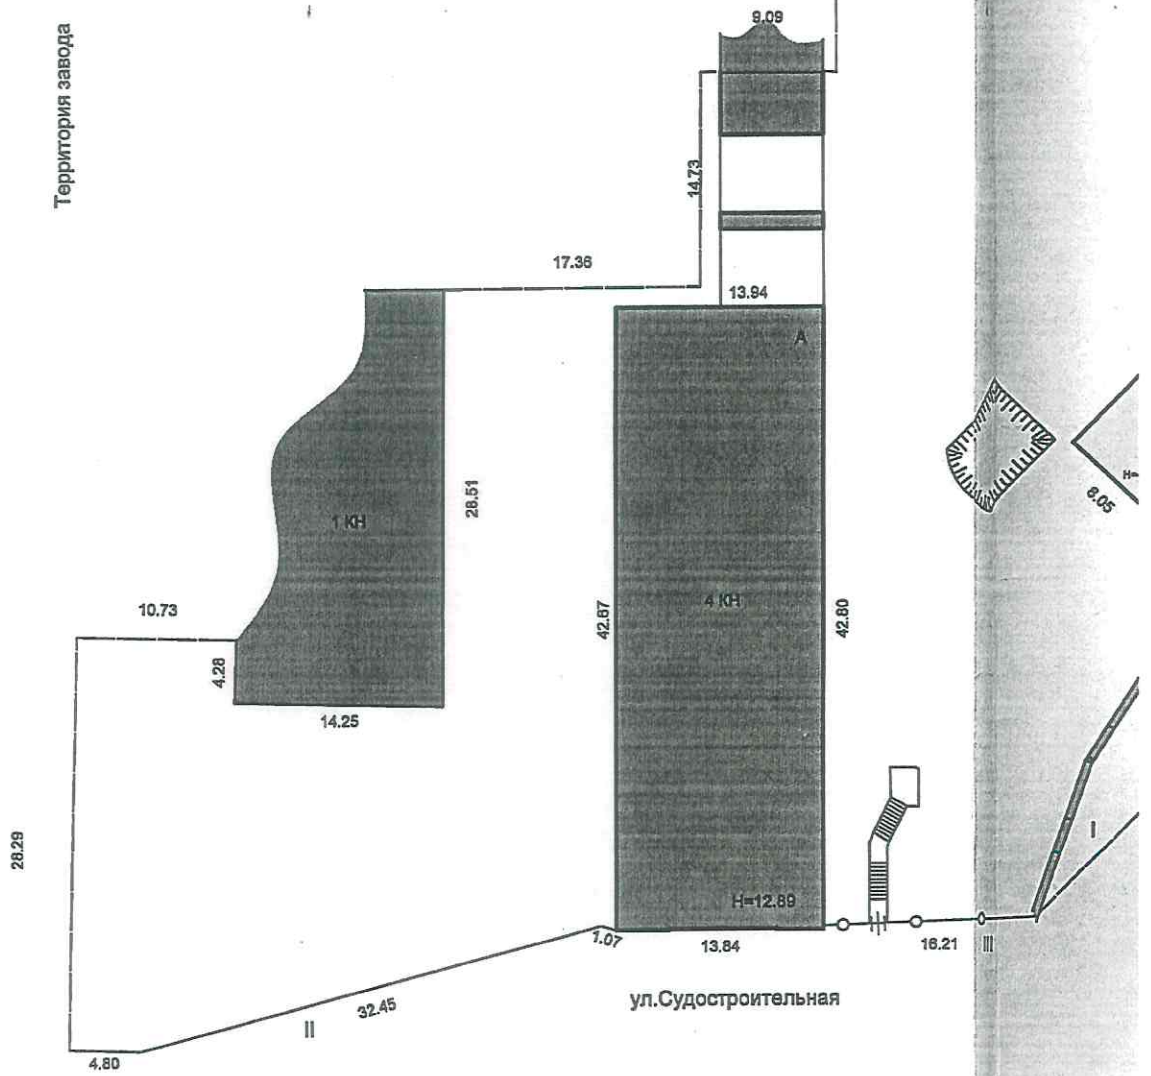 Территория завода
9.09
14.73
17.36
13.94
А
28.51
1 КН
8.05
Н=
10.73
4.28
14.25
42.87
4 КН
42.80
28.29
I
Н=12.89
1.07
13.84
16.21
III
ул.Судостроительная
32.45
II
4.80